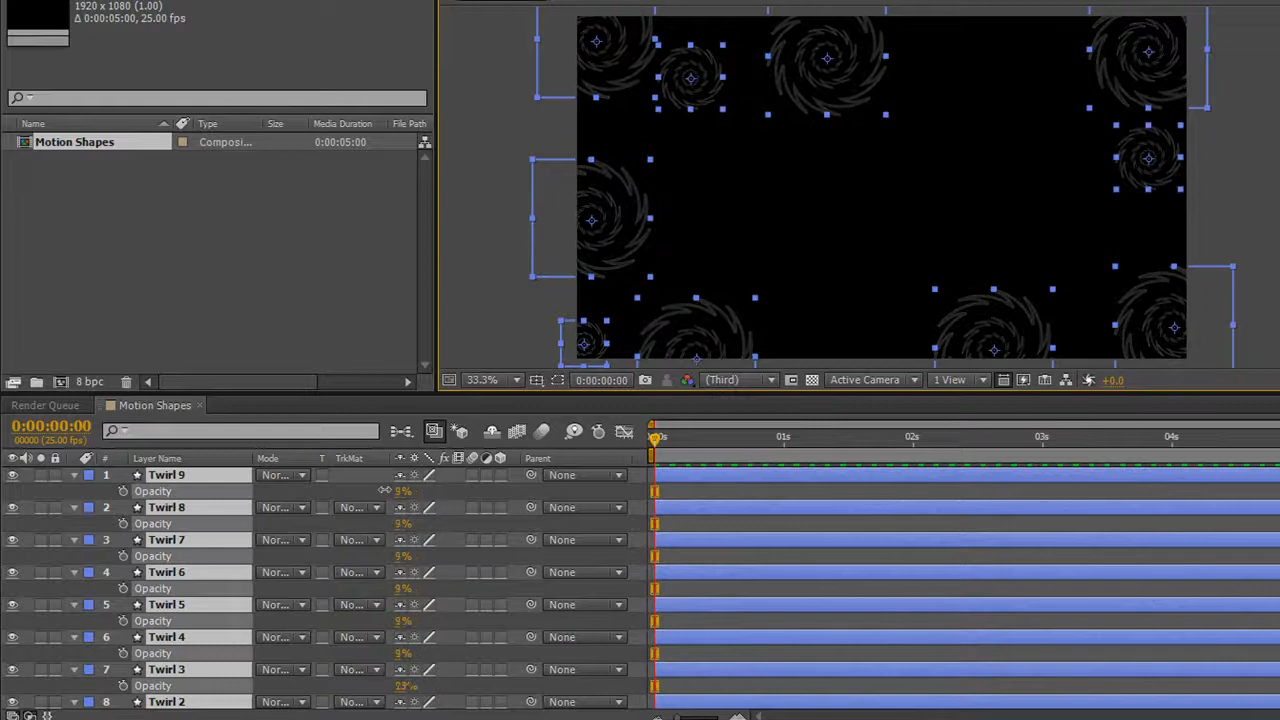 1920 x 1080 (1.00)
Δ 0:00:05:00, 25.00 fps
Name Type Size Media Duration File Path
Motion Shapes Composi... 0:00:05:00
8 bpc
33.3% 0:00:00:00 (Third) Active Camera 1 View +0.0
Render Queue Motion Shapes ×
0:00:00:00
00000 (25.00 fps)
01s 02s 03s 04s
# Layer Name Mode T TrkMat fx Parent
1 Twirl 9 Nor... None
Opacity 9%
2 Twirl 8 Nor... No... None
Opacity 9%
3 Twirl 7 Nor... No... None
Opacity 9%
4 Twirl 6 Nor... No... None
Opacity 9%
5 Twirl 5 Nor... No... None
Opacity 9%
6 Twirl 4 Nor... No... None
Opacity 9%
7 Twirl 3 Nor... No... None
Opacity
8 Twirl 2 Nor... No... None